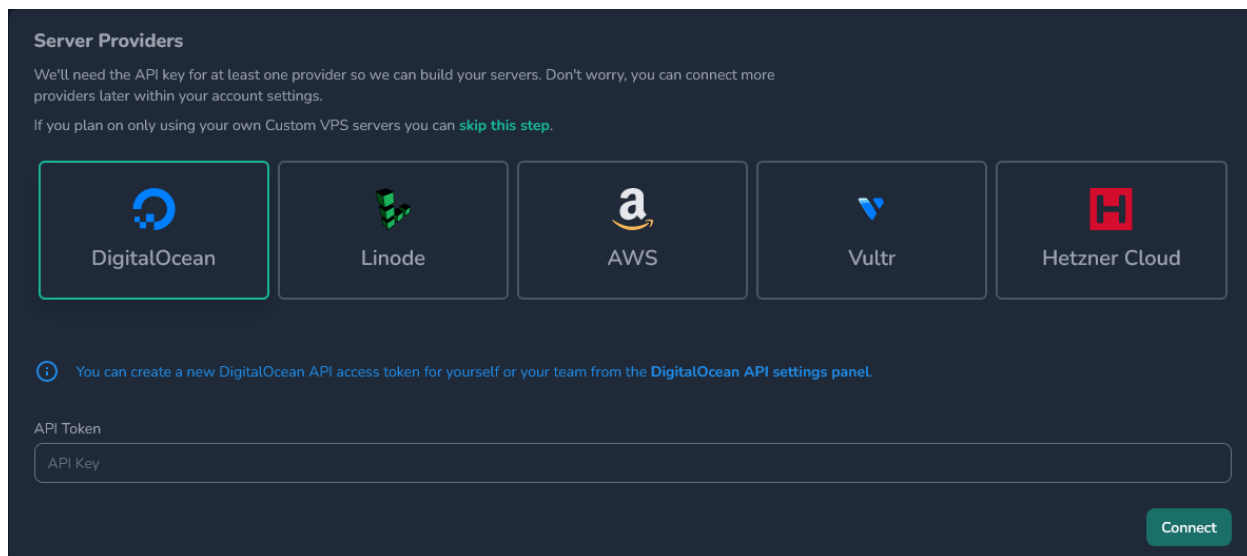 Server Providers
We'll need the API key for at least one provider so we can build your servers. Don't worry, you can connect more
providers later within your account settings.
If you plan on only using your own Custom VPS servers you can skip this step.
DigitalOcean
Linode
AWS
Vultr
Hetzner Cloud
You can create a new DigitalOcean API access token for yourself or your team from the DigitalOcean API settings panel.
API Token
API Key
Connect